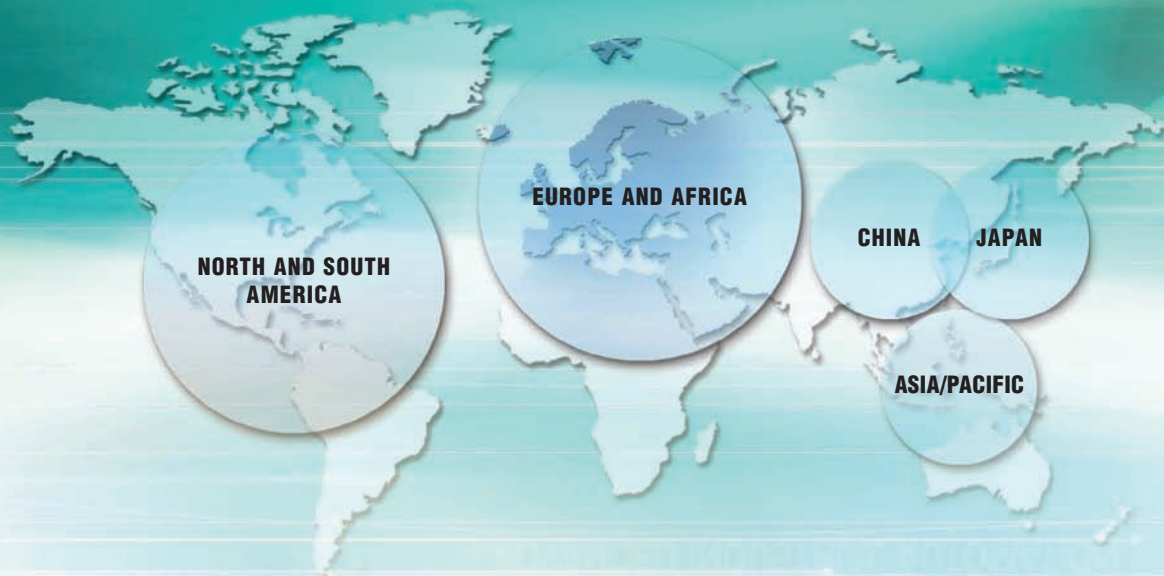 EUROPE AND AFRICA
CHINA
JAPAN
NORTH AND SOUTH
AMERICA
ASIA/PACIFIC